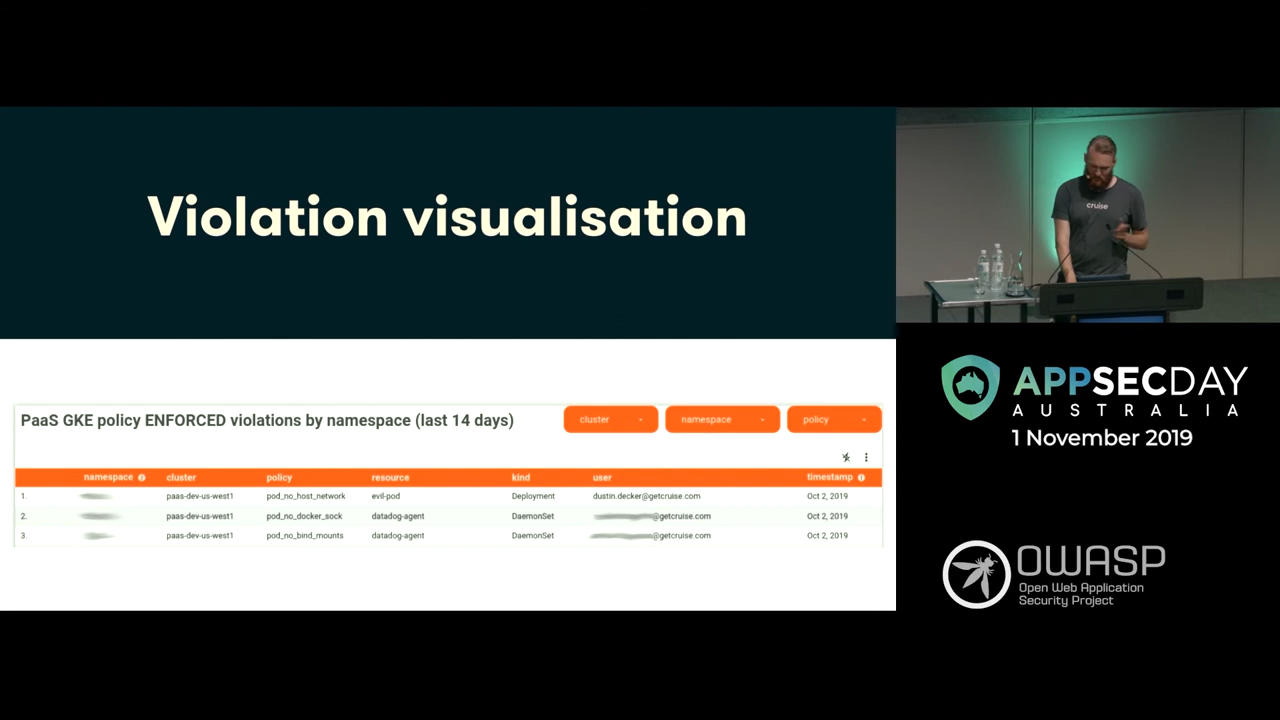 Violation visualisation
cruise
PaaS GKE policy ENFORCED violations by namespace (last 14 days)
cluster
namespace
policy
namespace cluster policy resource kind user timestamp
1. paas-dev-us-west1 pod_no_host_network evil-pod Deployment dustin.decker@getcruise.com Oct 2, 2019
2. paas-dev-us-west1 pod_no_docker_sock datadog-agent DaemonSet @getcruise.com Oct 2, 2019
3. paas-dev-us-west1 pod_no_bind_mounts datadog-agent DaemonSet @getcruise.com Oct 2, 2019
APPSECDAY
AUSTRALIA
1 November 2019
OWASP
Open Web Application
Security Project